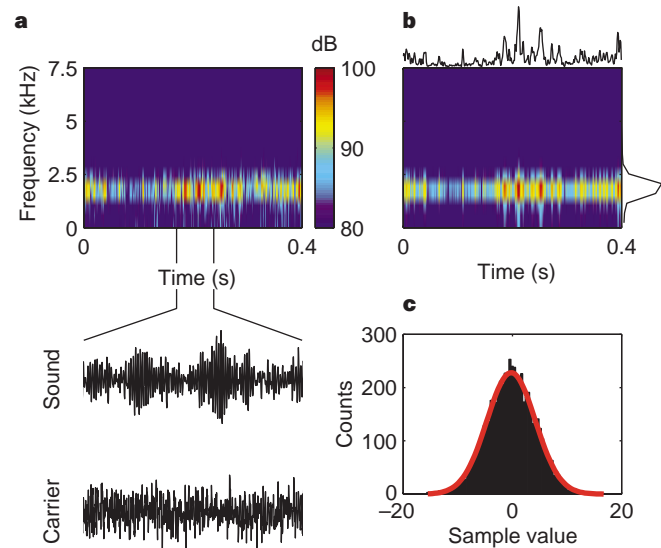 a
dB
7.5
5
2.5
0
Frequency (kHz)
0
0.4
Time (s)
100
90
80
b
0
0.4
Time (s)
Sound
Carrier
c
300
200
100
0
Counts
–20
0
20
Sample value